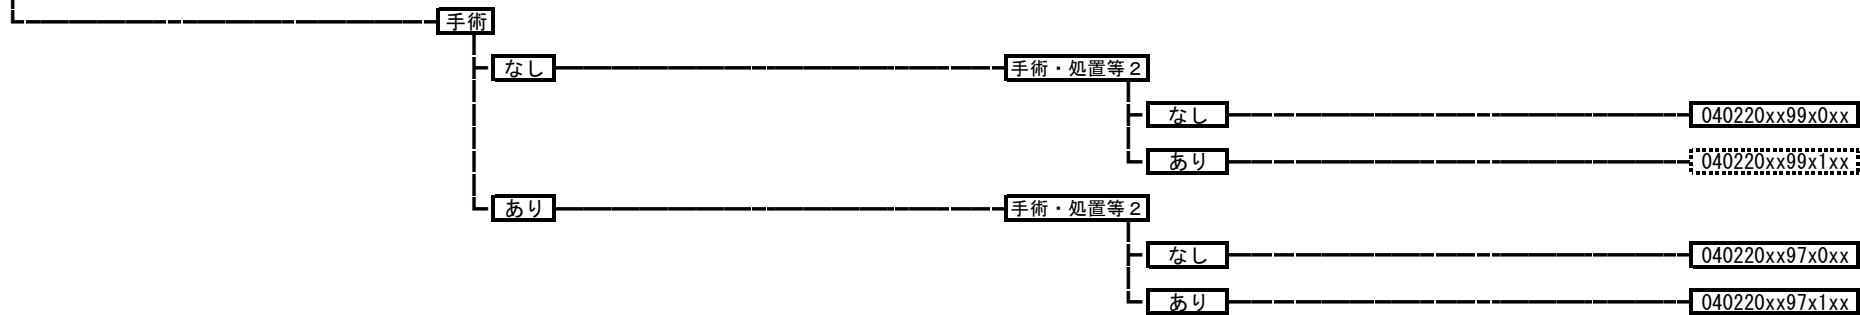 手術
なし 手術・処置等２
なし 040220xx99x0xx
あり 040220xx99x1xx
あり 手術・処置等２
なし 040220xx97x0xx
あり 040220xx97x1xx